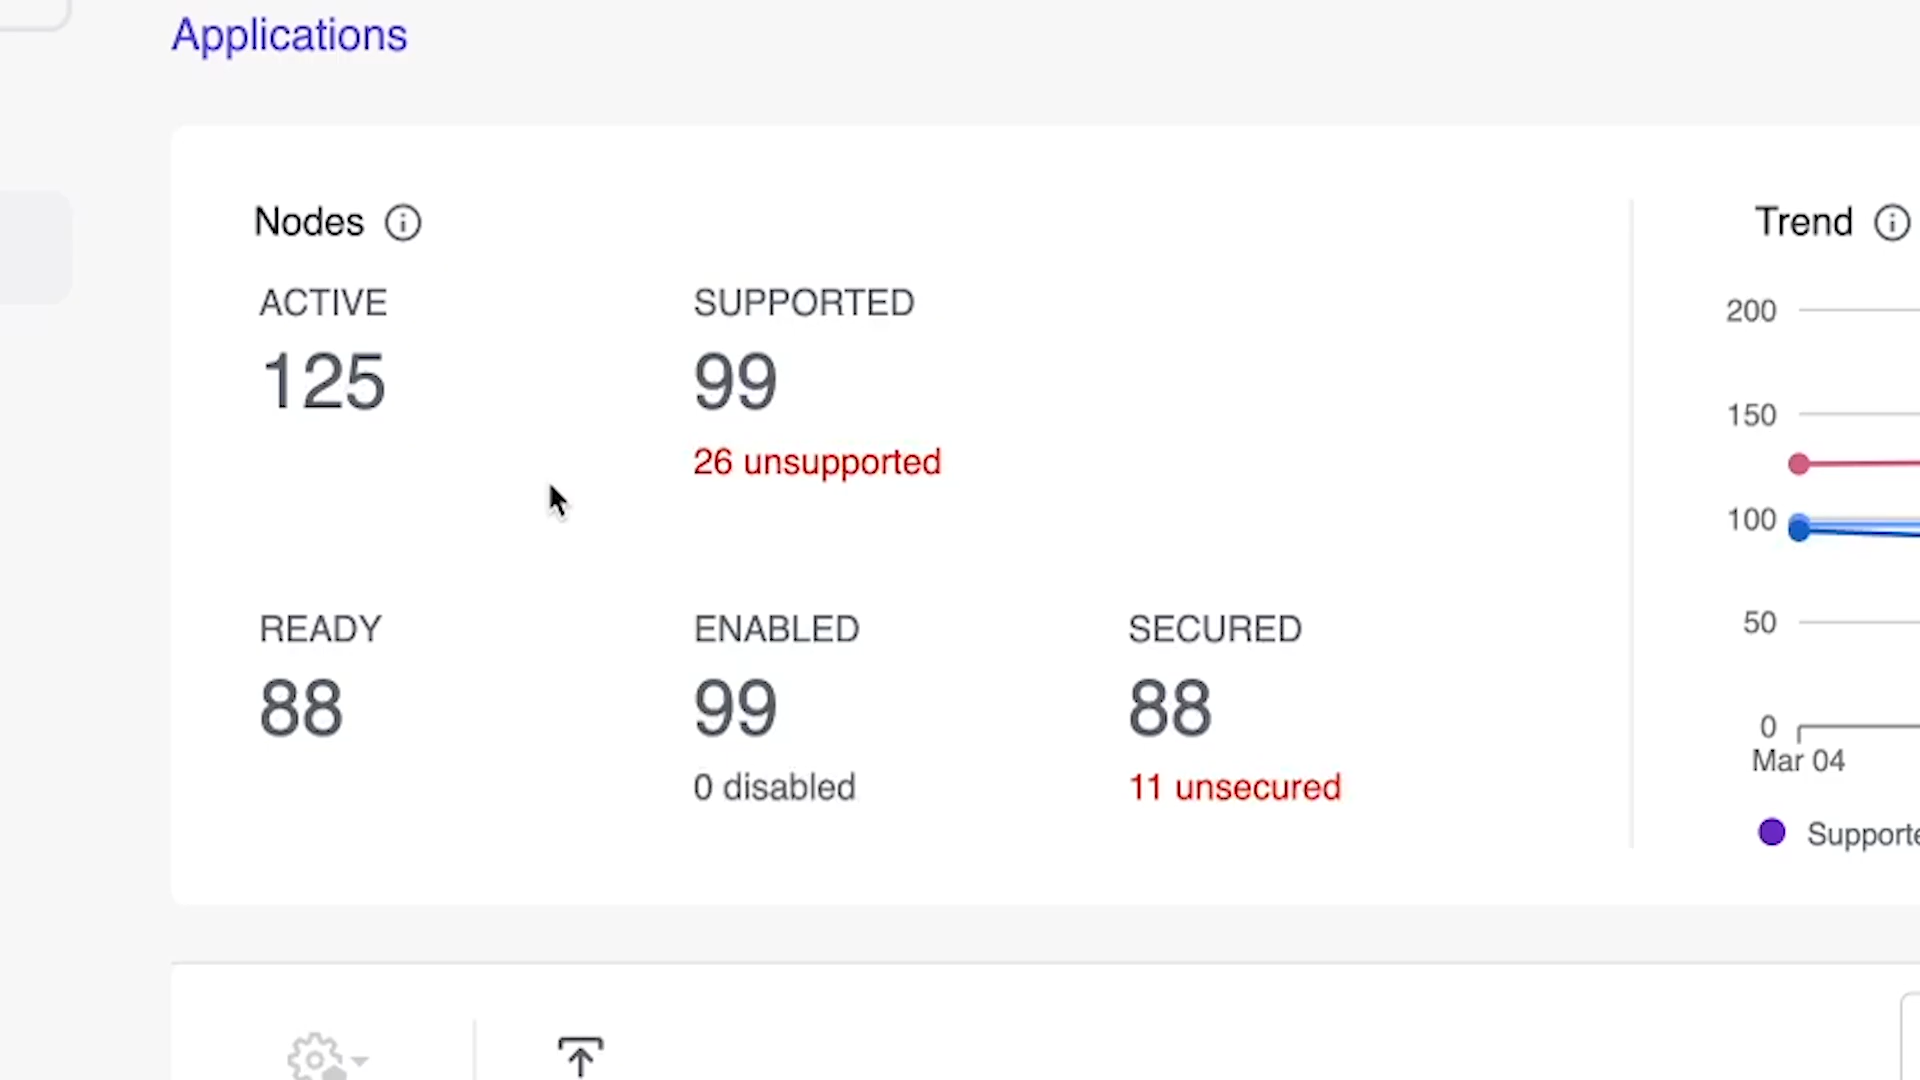 Applications
Nodes
ACTIVE
125
SUPPORTED
99
26 unsupported
READY
88
ENABLED
99
0 disabled
SECURED
88
11 unsecured
Trend
200
150
100
50
0
Mar 04